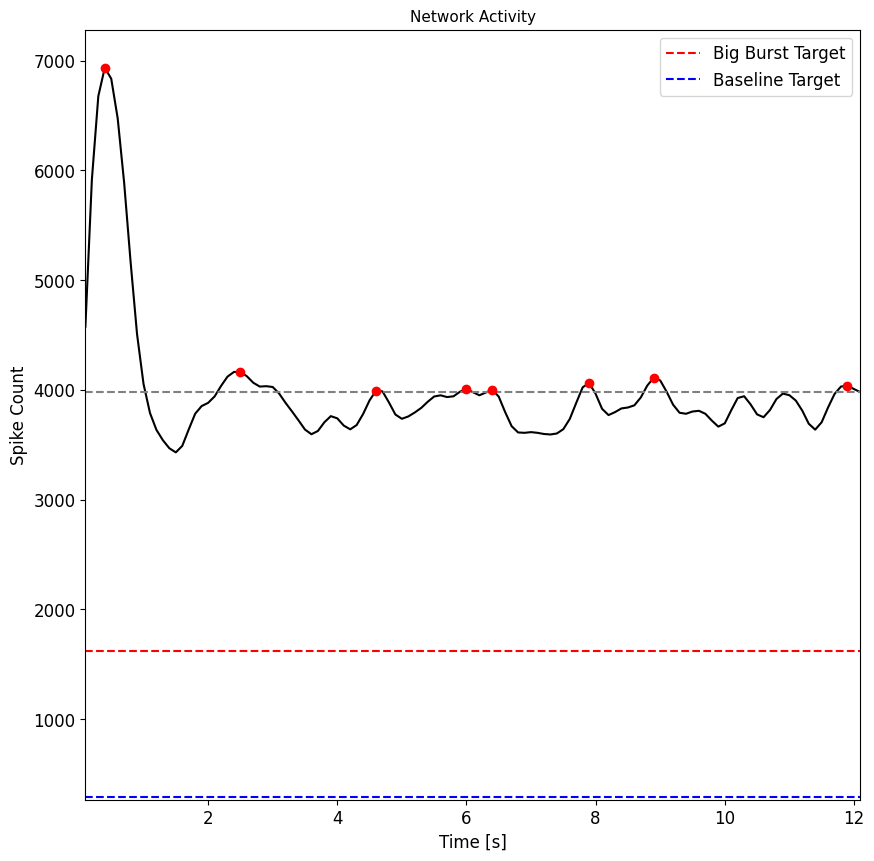 Network Activity
Big Burst Target
Baseline Target
7000
6000
5000
4000
3000
2000
1000
Spike Count
2
4
6
8
10
12
Time [s]